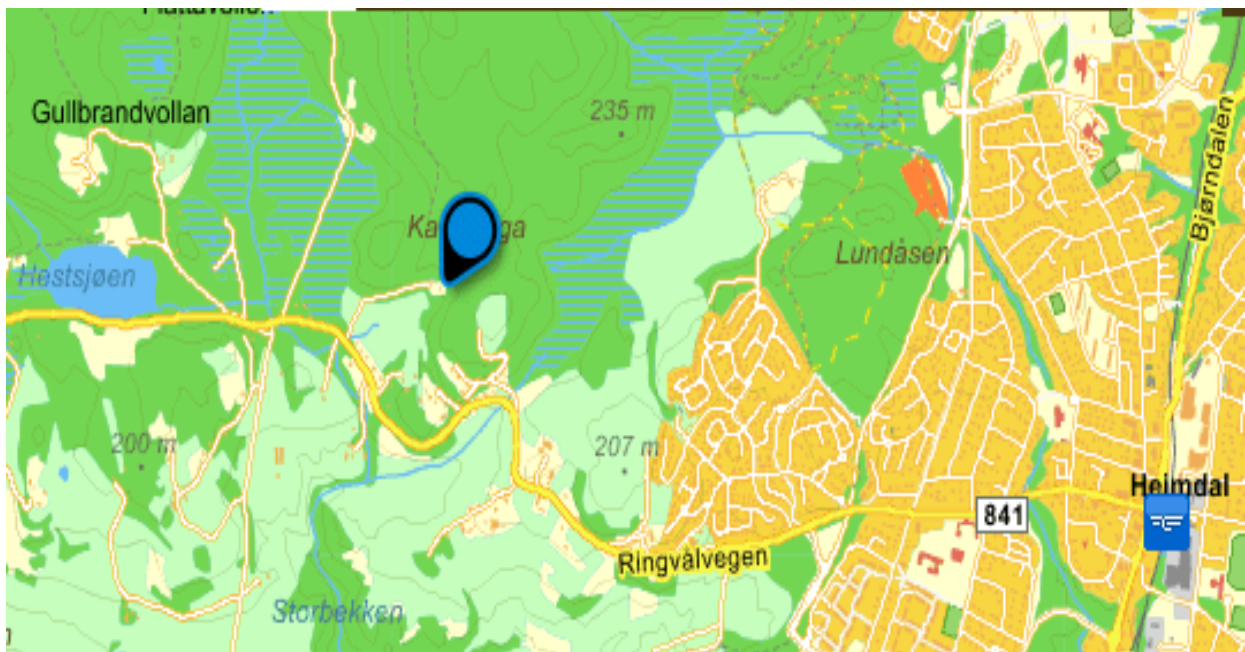 Gullbrandvollan
235 m
Bjørndalen
Lundåsen
Hestsjøen
200 m
207 m
Heimdal
841
Ringvålvegen
Storbekken